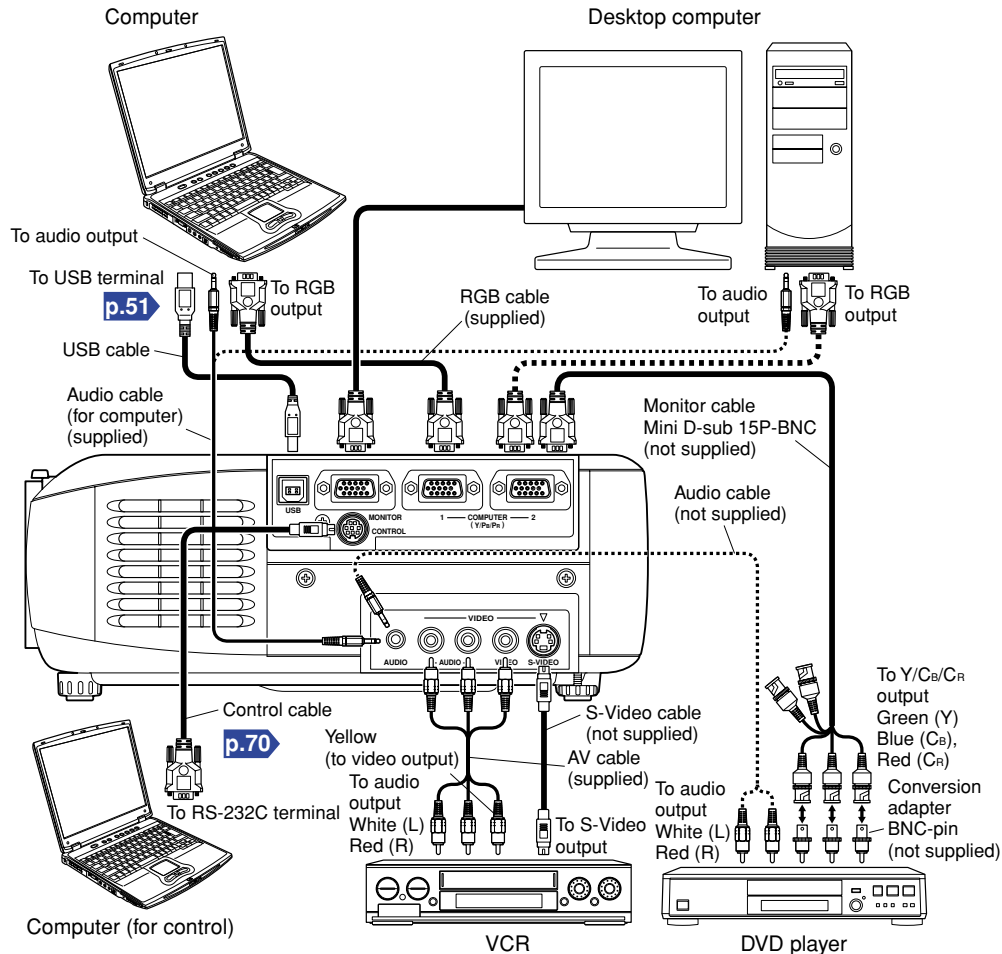 Computer
Desktop computer
To audio output
To USB terminal
p.51
To RGB
output
RGB cable
(supplied)
To audio
output
To RGB
output
USB cable
Audio cable
(for computer)
(supplied)
Monitor cable
Mini D-sub 15P-BNC
(not supplied)
Audio cable
(not supplied)
USB
MONITOR
1 COMPUTER 2
(Y/PB/PR)
CONTROL
VIDEO
AUDIO
- AUDIO -
VIDEO
S-VIDEO
Control cable
p.70
To RS-232C terminal
Yellow
(to video output)
To audio
output
White (L)
Red (R)
S-Video cable
(not supplied)
AV cable
(supplied)
To S-Video
output
To audio
output
White (L)
Red (R)
To Y/CB/CR
output
Green (Y)
Blue (CB),
Red (CR)
Conversion
adapter
BNC-pin
(not supplied)
Computer (for control)
VCR
DVD player